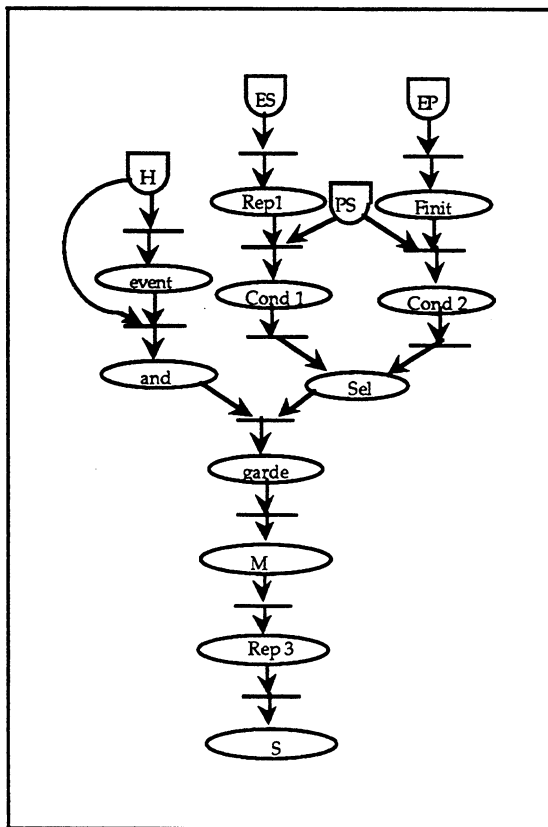 ES
EP
H
Rep1
PS
Finit
event
Cond 1
Cond 2
and
Sel
garde
M
Rep 3
S